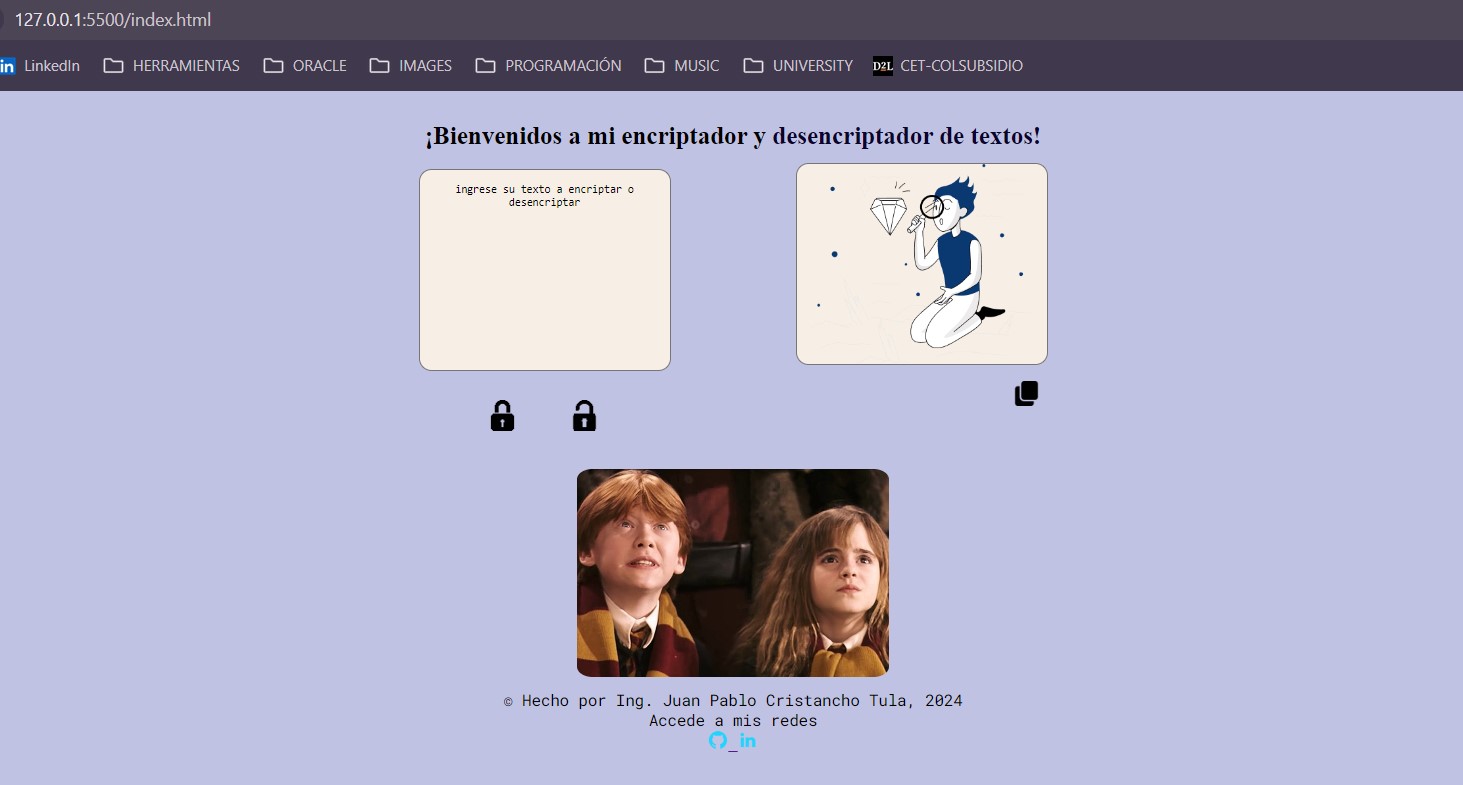 127.0.0.1:5500/index.html
in LinkedIn HERRAMIENTAS ORACLE IMAGES PROGRAMACIÓN MUSIC UNIVERSITY D2L CET-COLSUBSIDIO
¡Bienvenidos a mi encriptador y desencriptador de textos!
ingrese su texto a encriptar o
desencriptar
© Hecho por Ing. Juan Pablo Cristancho Tula, 2024
Accede a mis redes
in